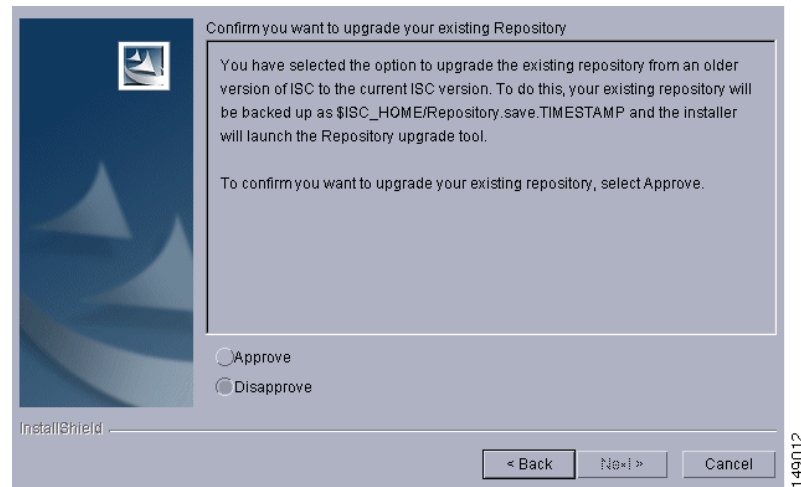 Confirm you want to upgrade your existing Repository
You have selected the option to upgrade the existing repository from an older
version of ISC to the current ISC version. To do this, your existing repository will
be backed up as $ISC_HOME/Repository.save.TIMESTAMP and the installer
will launch the Repository upgrade tool.
To confirm you want to upgrade your existing repository, select Approve.
Approve
Disapprove
InstallShield
< Back
Next >
Cancel
149012